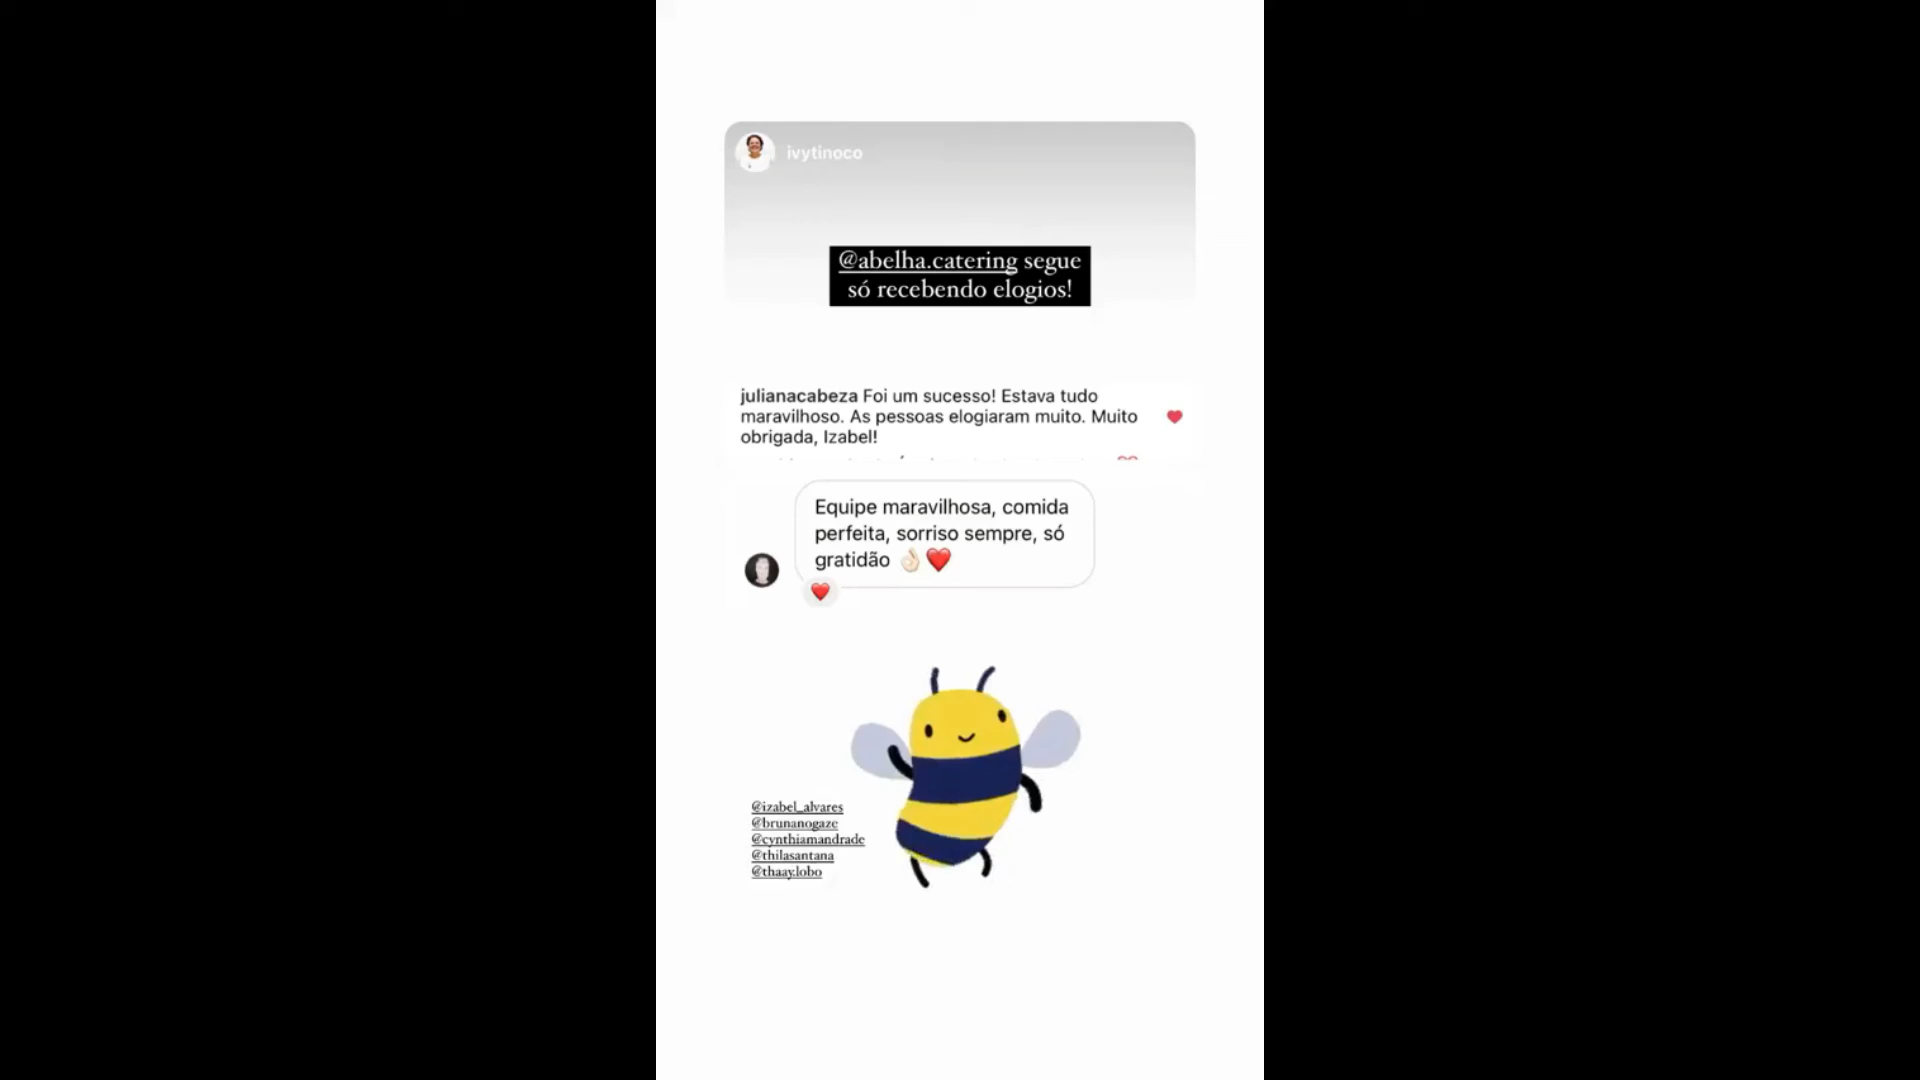 ivytinoco
@abelha.catering segue
só recebendo elogios!
julianacabeza Foi um sucesso! Estava tudo
maravilhoso. As pessoas elogiaram muito. Muito
obrigada, Izabel!
Equipe maravilhosa, comida
perfeita, sorriso sempre, só
gratidão 👌🏻❤️
@izabel_alvares
@brunanogaze
@cynthiamandrade
@thilasantana
@thaay.lobo